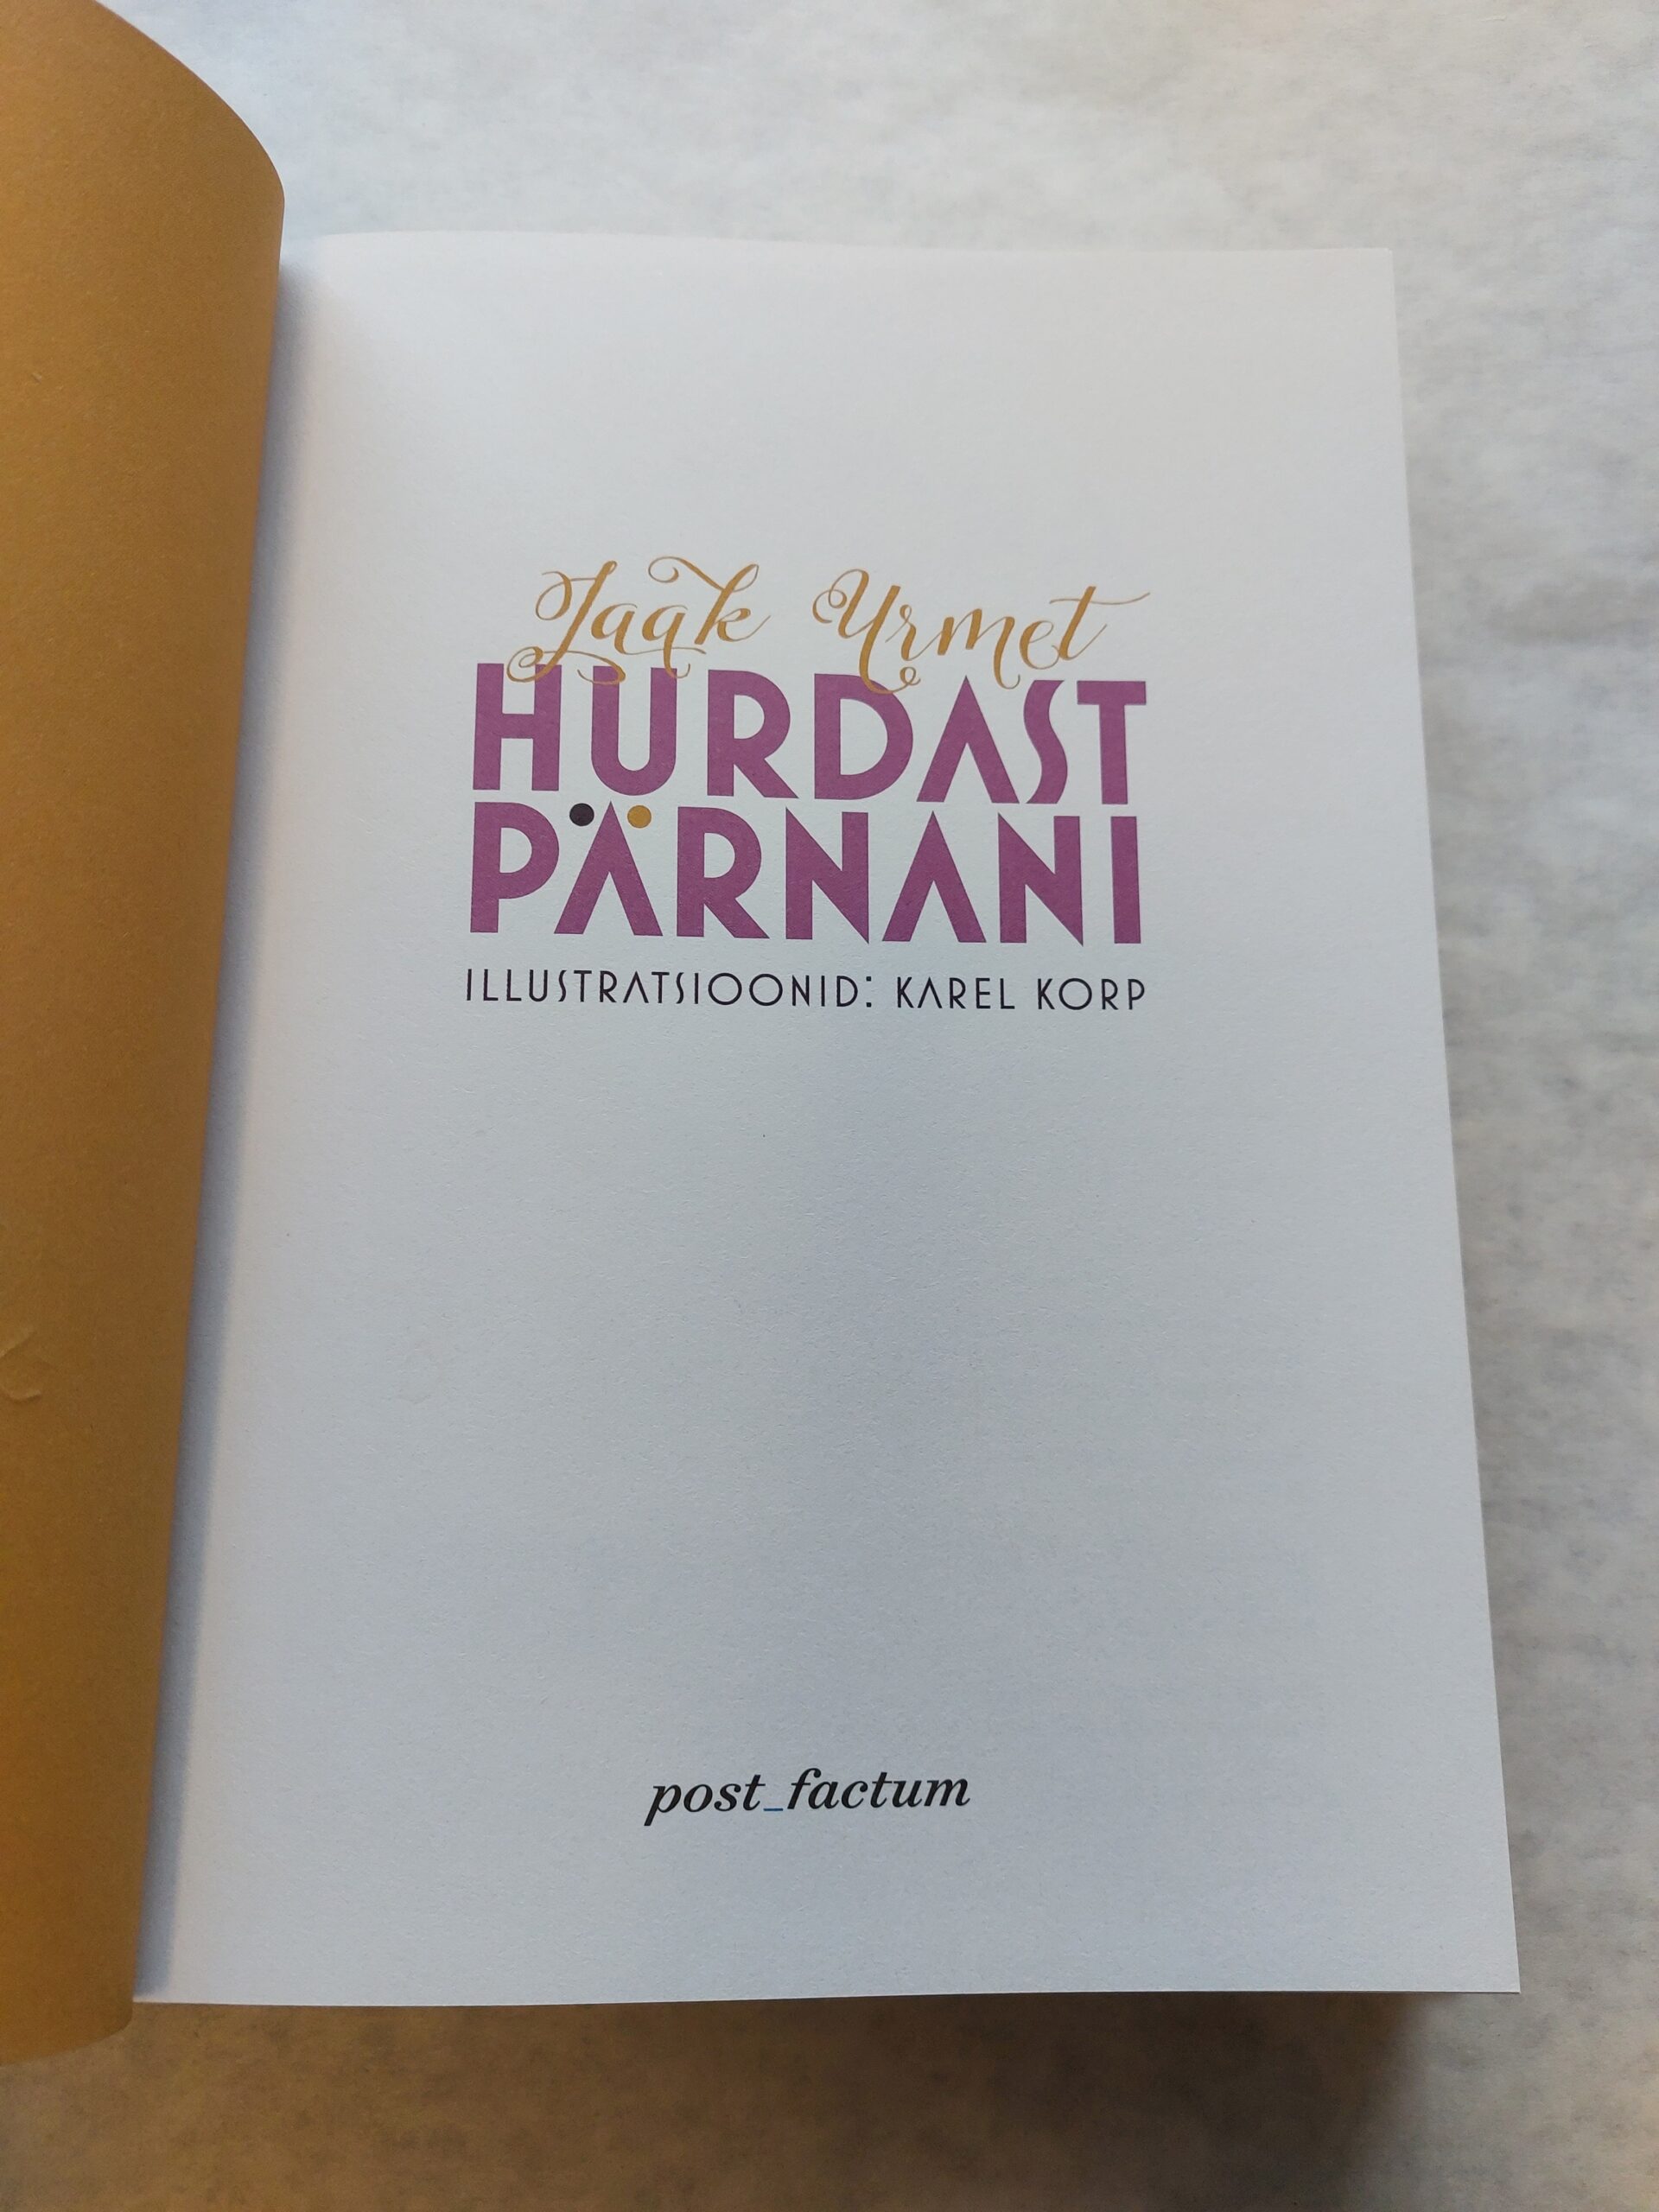 Jaak Urmet
HURDAST
PÄRNANI
ILLUSTRATSIOONID: KAREL KORP
post_factum